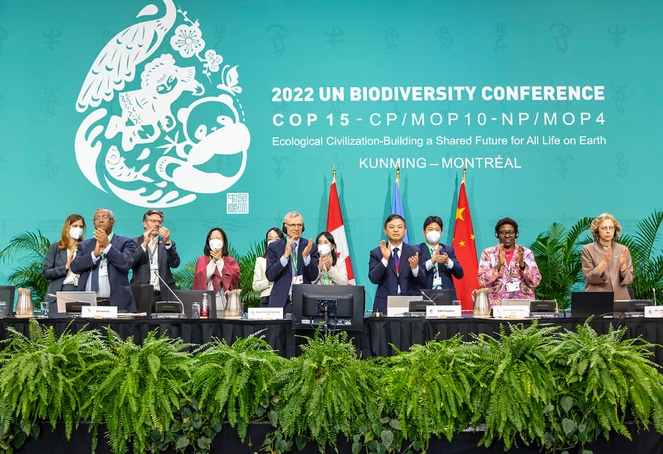 2022 UN BIODIVERSITY CONFERENCE
COP 15 - CP/MOP10-NP/MOP4
Ecological Civilization-Building a Shared Future for All Life on Earth
KUNMING – MONTRÉAL